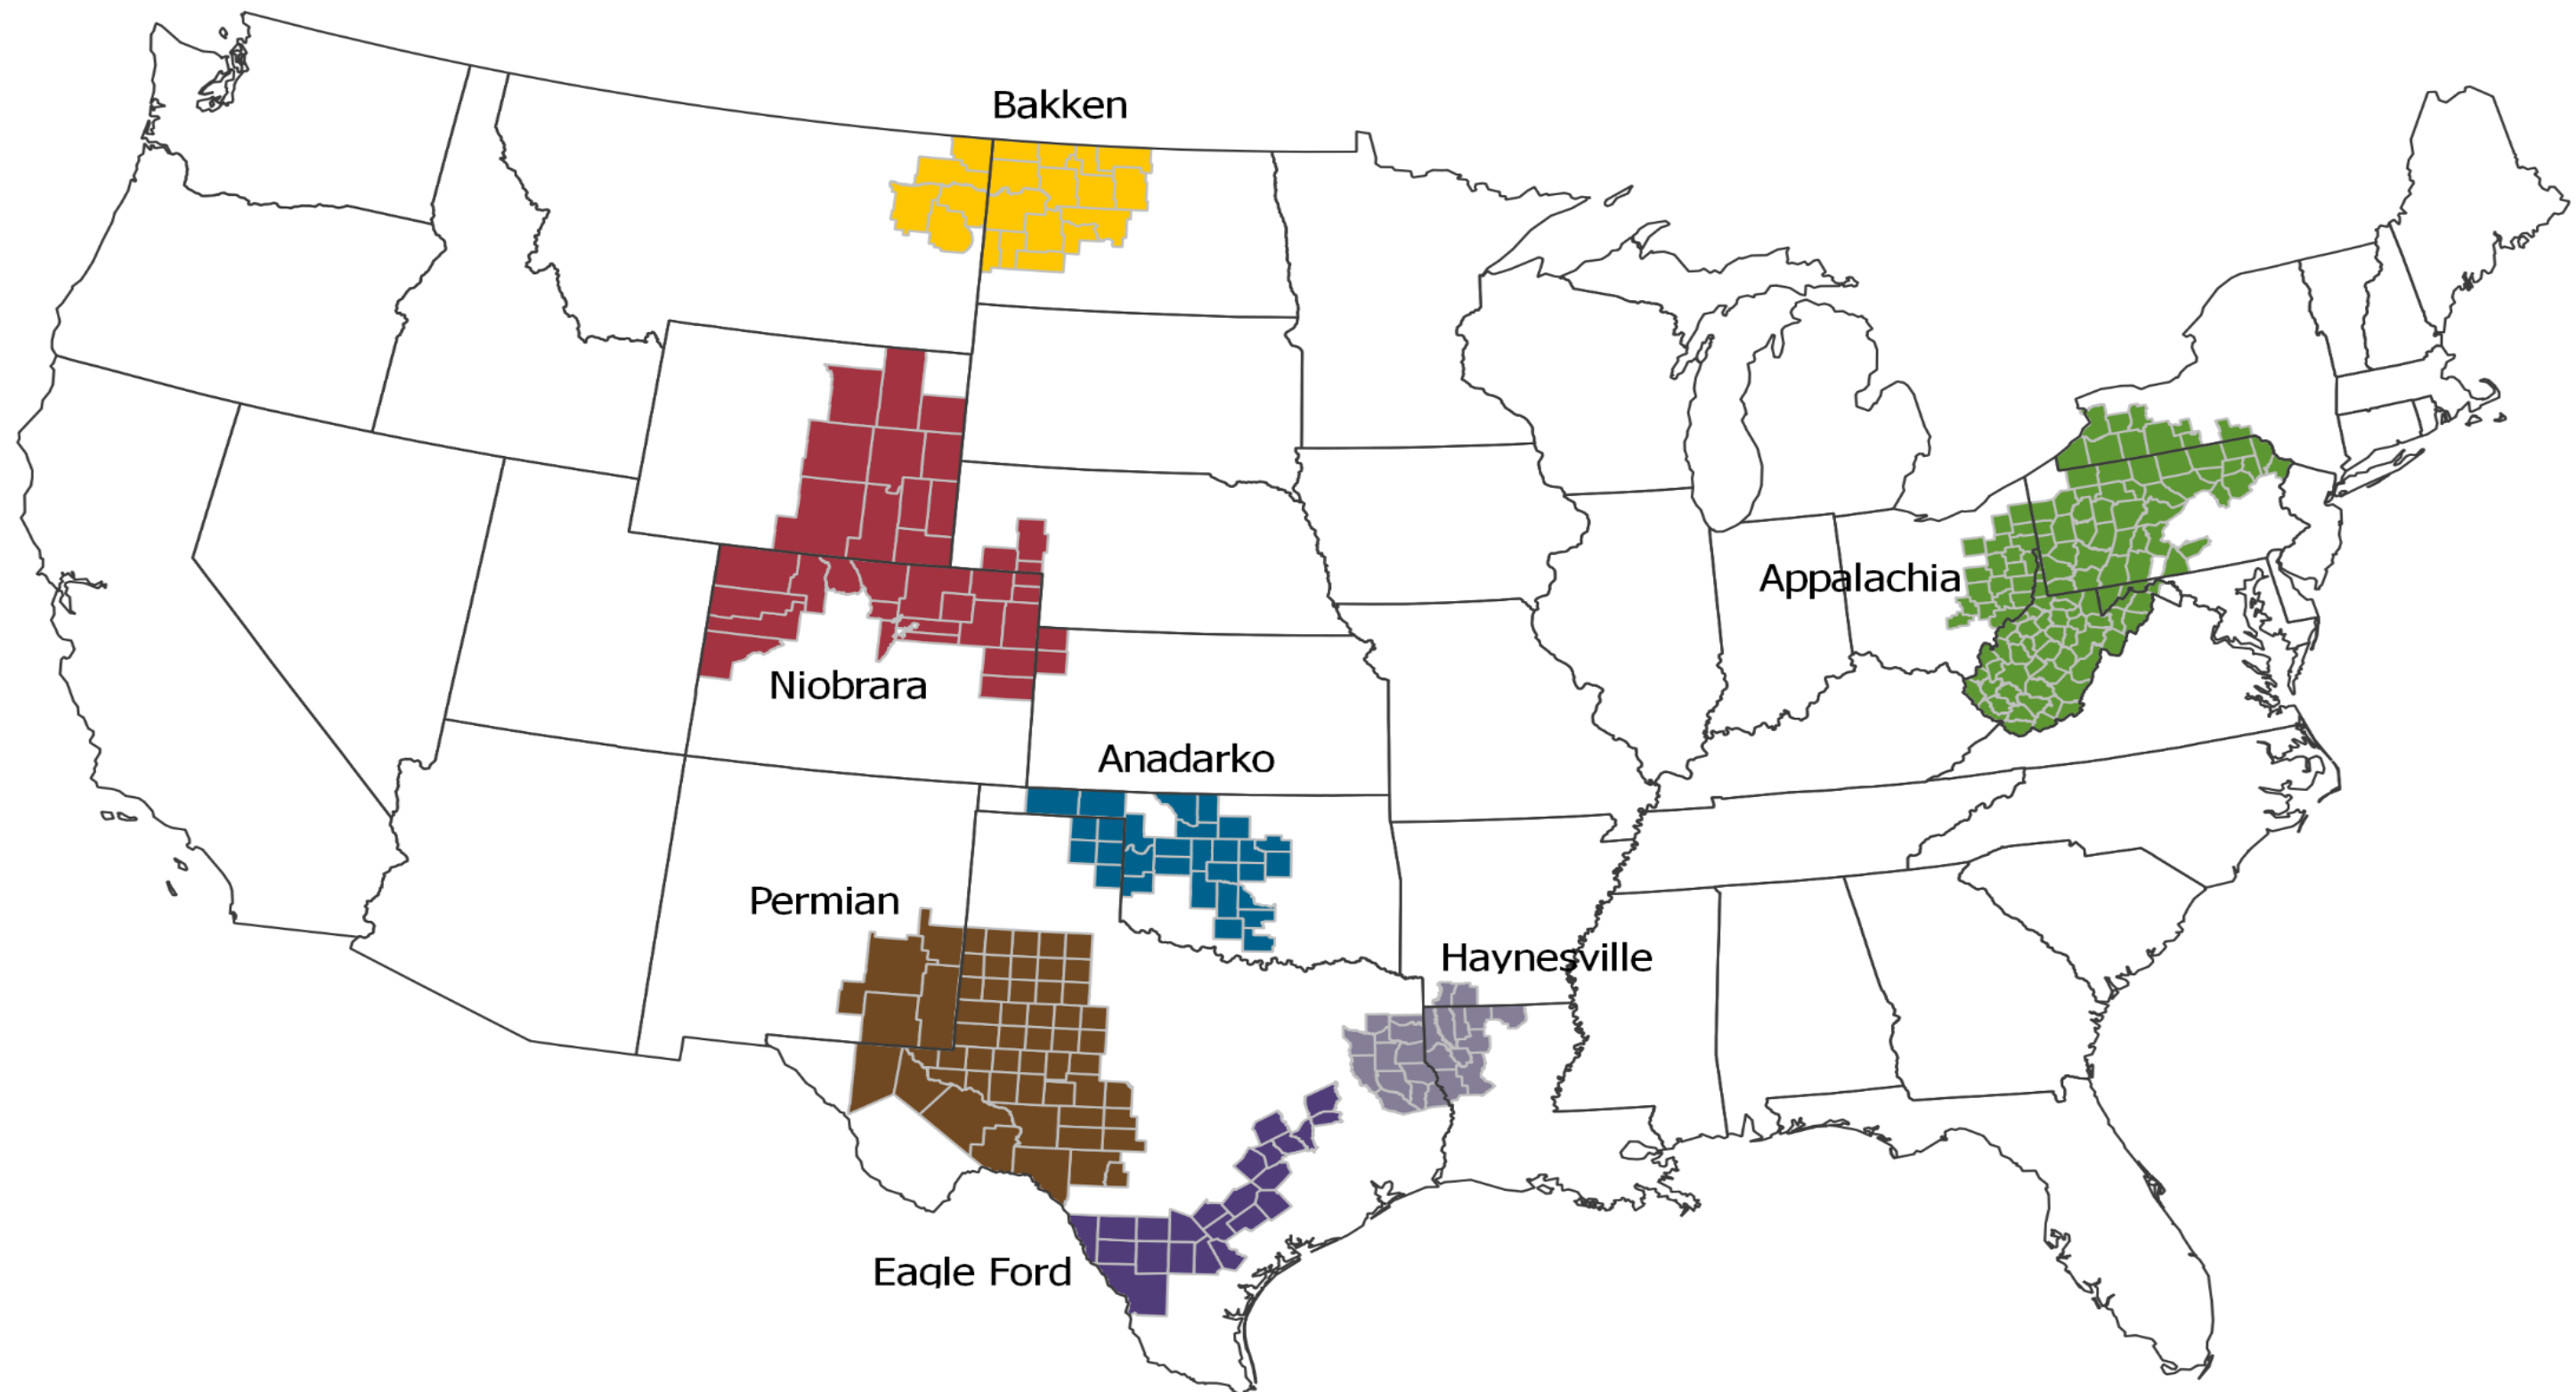 Bakken
Appalachia
Niobrara
Anadarko
Permian
Haynesville
Eagle Ford